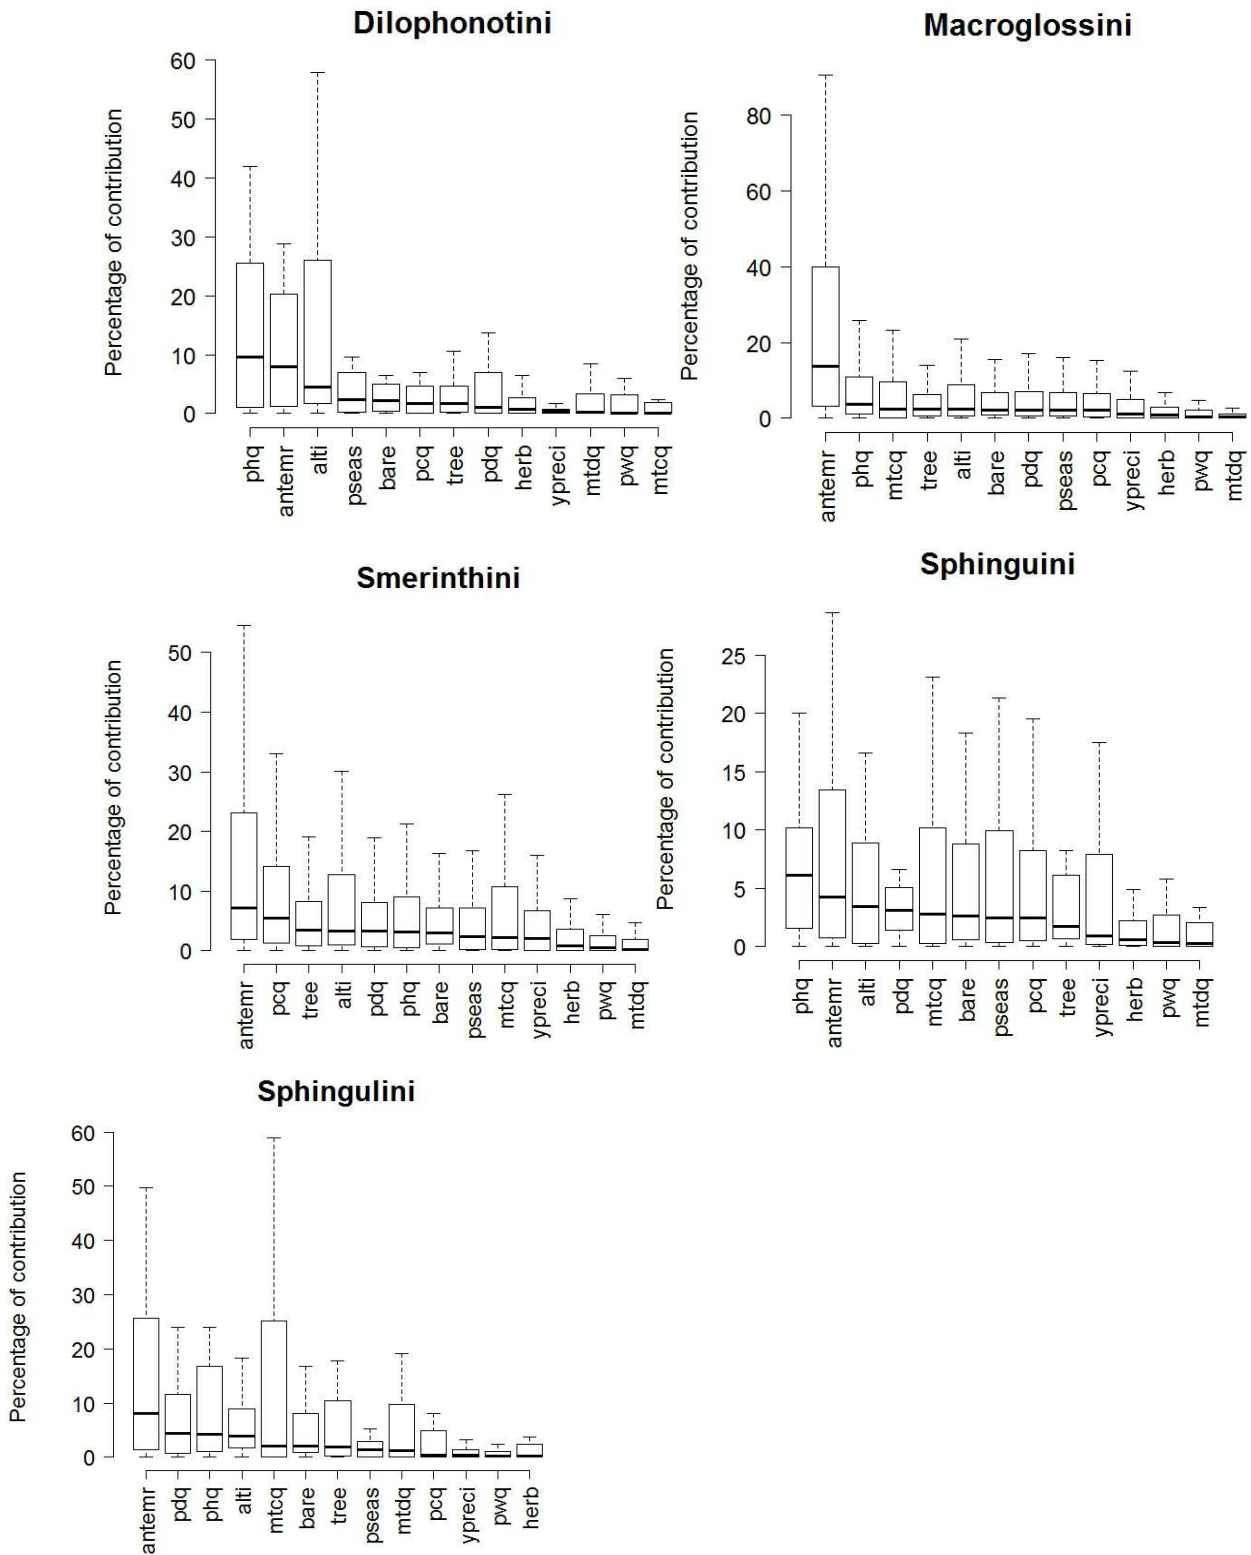 Dilophonotini
Percentage of contribution
60
50
40
30
20
10
0
phq
antemr
alti
pseas
bare
pcq
tree
pdq
herb
ypreci
mtdq
pwq
mtcq
Macroglossini
Percentage of contribution
80
60
40
20
0
antemr
phq
mtcq
tree
alti
bare
pdq
pseas
pcq
ypreci
herb
pwq
mtdq
Smerinthini
Percentage of contribution
50
40
30
20
10
0
antemr
pcq
tree
alti
pdq
phq
bare
pseas
mtcq
ypreci
herb
pwq
mtdq
Sphinguini
Percentage of contribution
25
20
15
10
5
0
phq
antemr
alti
pdq
mtcq
bare
pseas
pcq
tree
ypreci
herb
pwq
mtdq
Sphingulini
Percentage of contribution
60
50
40
30
20
10
0
antemr
pdq
phq
alti
mtcq
bare
tree
pseas
mtdq
pcq
ypreci
pwq
herb